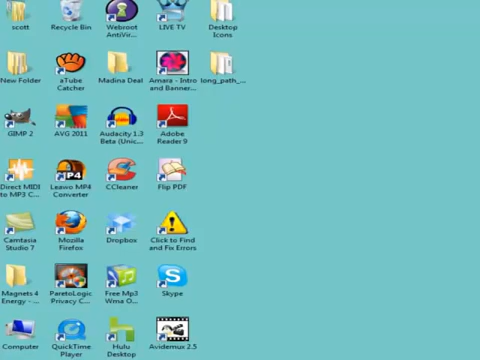 scott
Recycle Bin
Webroot
AntiVir...
LIVE TV
Desktop
Icons
New Folder
aTube
Catcher
Madina Deal
Amara - Intro
and Banner...
long_path_...
GIMP 2
AVG 2011
Audacity 1.3
Beta (Unic...
Adobe
Reader 9
Direct MIDI
to MP3 C...
Leawo MP4
Converter
CCleaner
Flip PDF
Camtasia
Studio 7
Mozilla
Firefox
Dropbox
Click to Find
and Fix Errors
Magnets 4
Energy - ...
ParetoLogic
Privacy C...
Free Mp3
Wma O...
Skype
Computer
QuickTime
Player
Hulu
Desktop
Avidemux 2.5